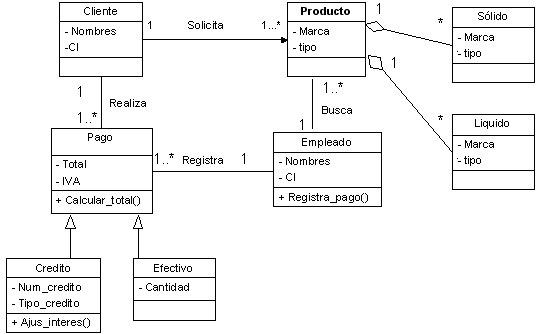 Cliente
- Nombres
-CI
1
Solicita
1...*
Producto
- Marca
- tipo
1
*
Sólido
- Marca
- tipo
1
*
Liquido
- Marca
- tipo
1
Realiza
1..*
1..*
Busca
1
Pago
- Total
- IVA
+ Calcular_total()
1..*
Registra
1
Empleado
- Nombres
- CI
+ Registra_pago()
Credito
- Num_credito
- Tipo_credito
+ Ajus_interes()
Efectivo
- Cantidad